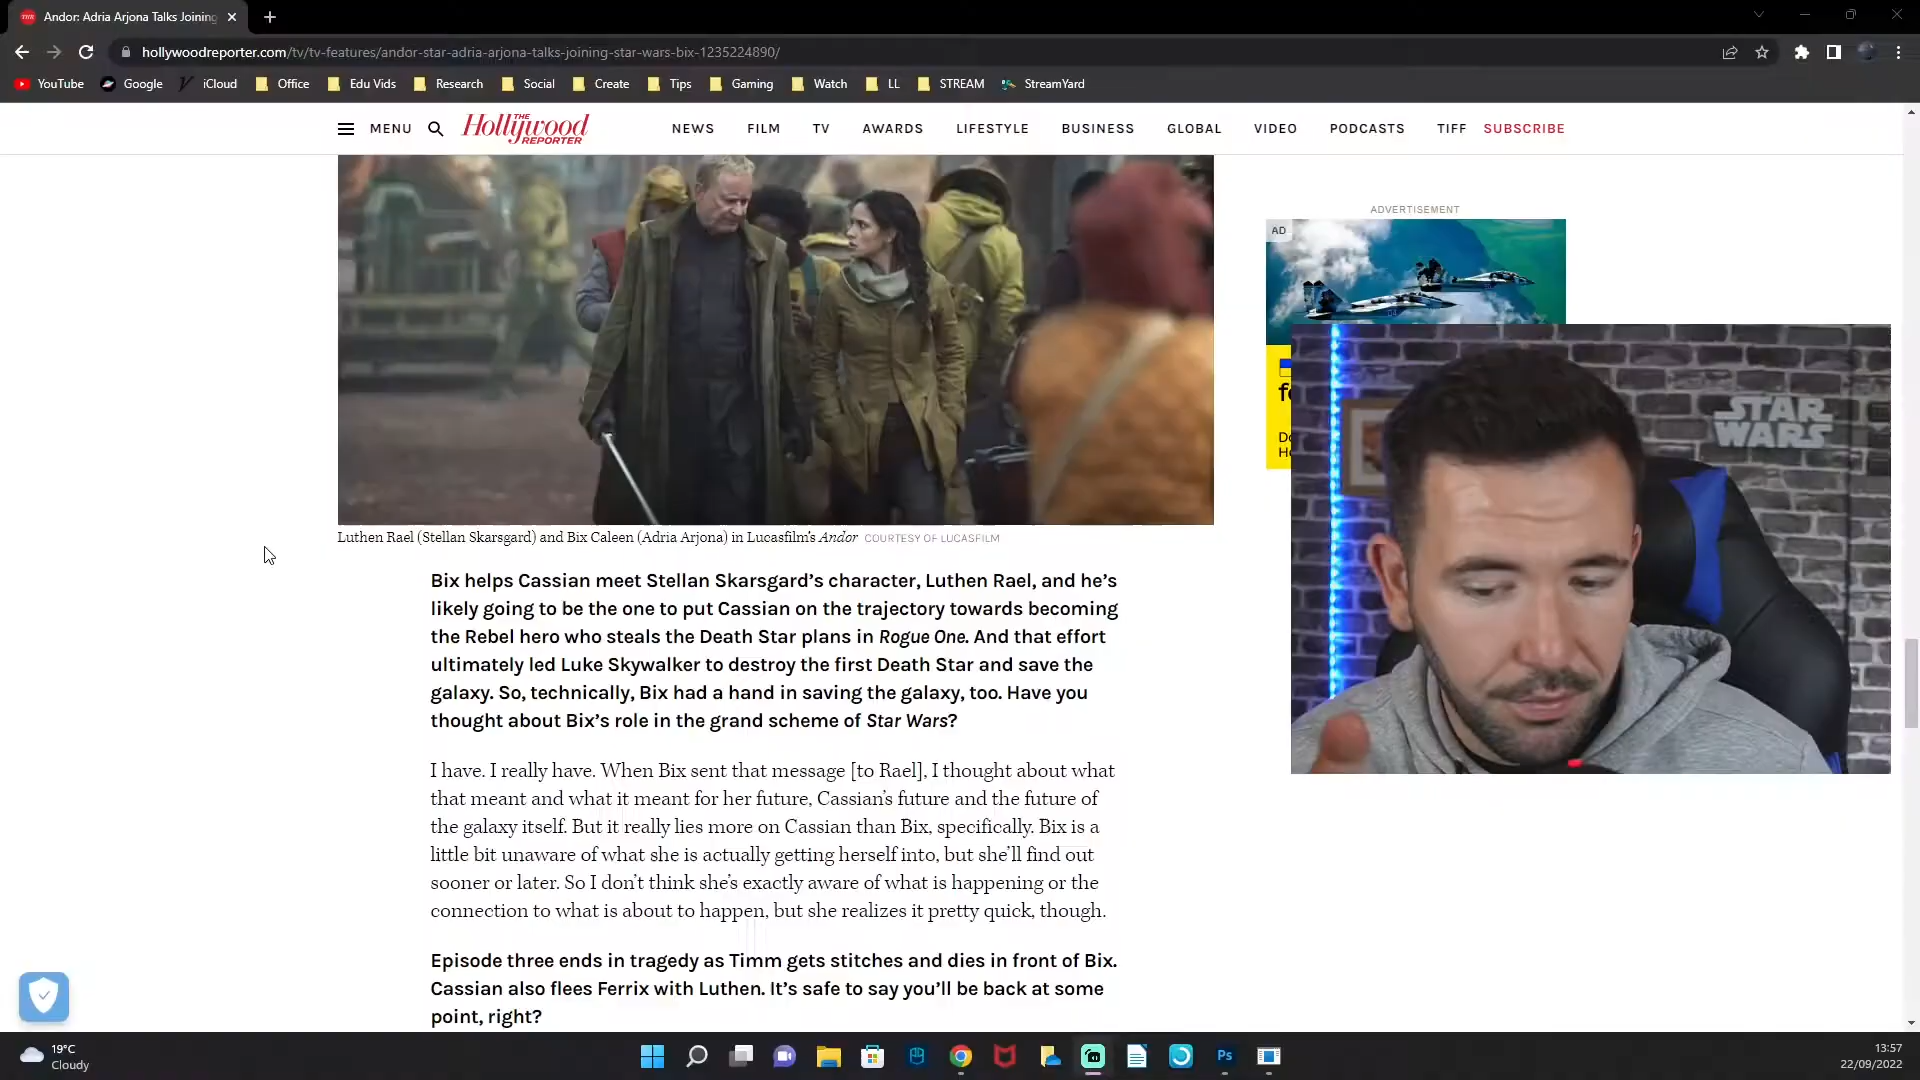 Andor: Adria Arjona Talks Joining
hollywoodreporter.com/tv/tv-features/andor-star-adria-arjona-talks-joining-star-wars-bix-1235224890/
YouTube Google iCloud Office Edu Vids Research Social Create Tips Gaming Watch LL STREAM StreamYard
MENU THE Hollywood REPORTER NEWS FILM TV AWARDS LIFESTYLE BUSINESS GLOBAL VIDEO PODCASTS TIFF SUBSCRIBE
ADVERTISEMENT
AD
STAR
WARS
Luthen Rael (Stellan Skarsgard) and Bix Caleen (Adria Arjona) in Lucasfilm's Andor COURTESY OF LUCASFILM
Bix helps Cassian meet Stellan Skarsgard's character, Luthen Rael, and he's
likely going to be the one to put Cassian on the trajectory towards becoming
the Rebel hero who steals the Death Star plans in Rogue One. And that effort
ultimately led Luke Skywalker to destroy the first Death Star and save the
galaxy. So, technically, Bix had a hand in saving the galaxy, too. Have you
thought about Bix's role in the grand scheme of Star Wars?
I have. I really have. When Bix sent that message [to Rael], I thought about what
that meant and what it meant for her future, Cassian's future and the future of
the galaxy itself. But it really lies more on Cassian than Bix, specifically. Bix is a
little bit unaware of what she is actually getting herself into, but she'll find out
sooner or later. So I don't think she's exactly aware of what is happening or the
connection to what is about to happen, but she realizes it pretty quick, though.
Episode three ends in tragedy as Timm gets stitches and dies in front of Bix.
Cassian also flees Ferrix with Luthen. It's safe to say you'll be back at some
point, right?
19°C
Cloudy
Ps
13:57
22/09/2022